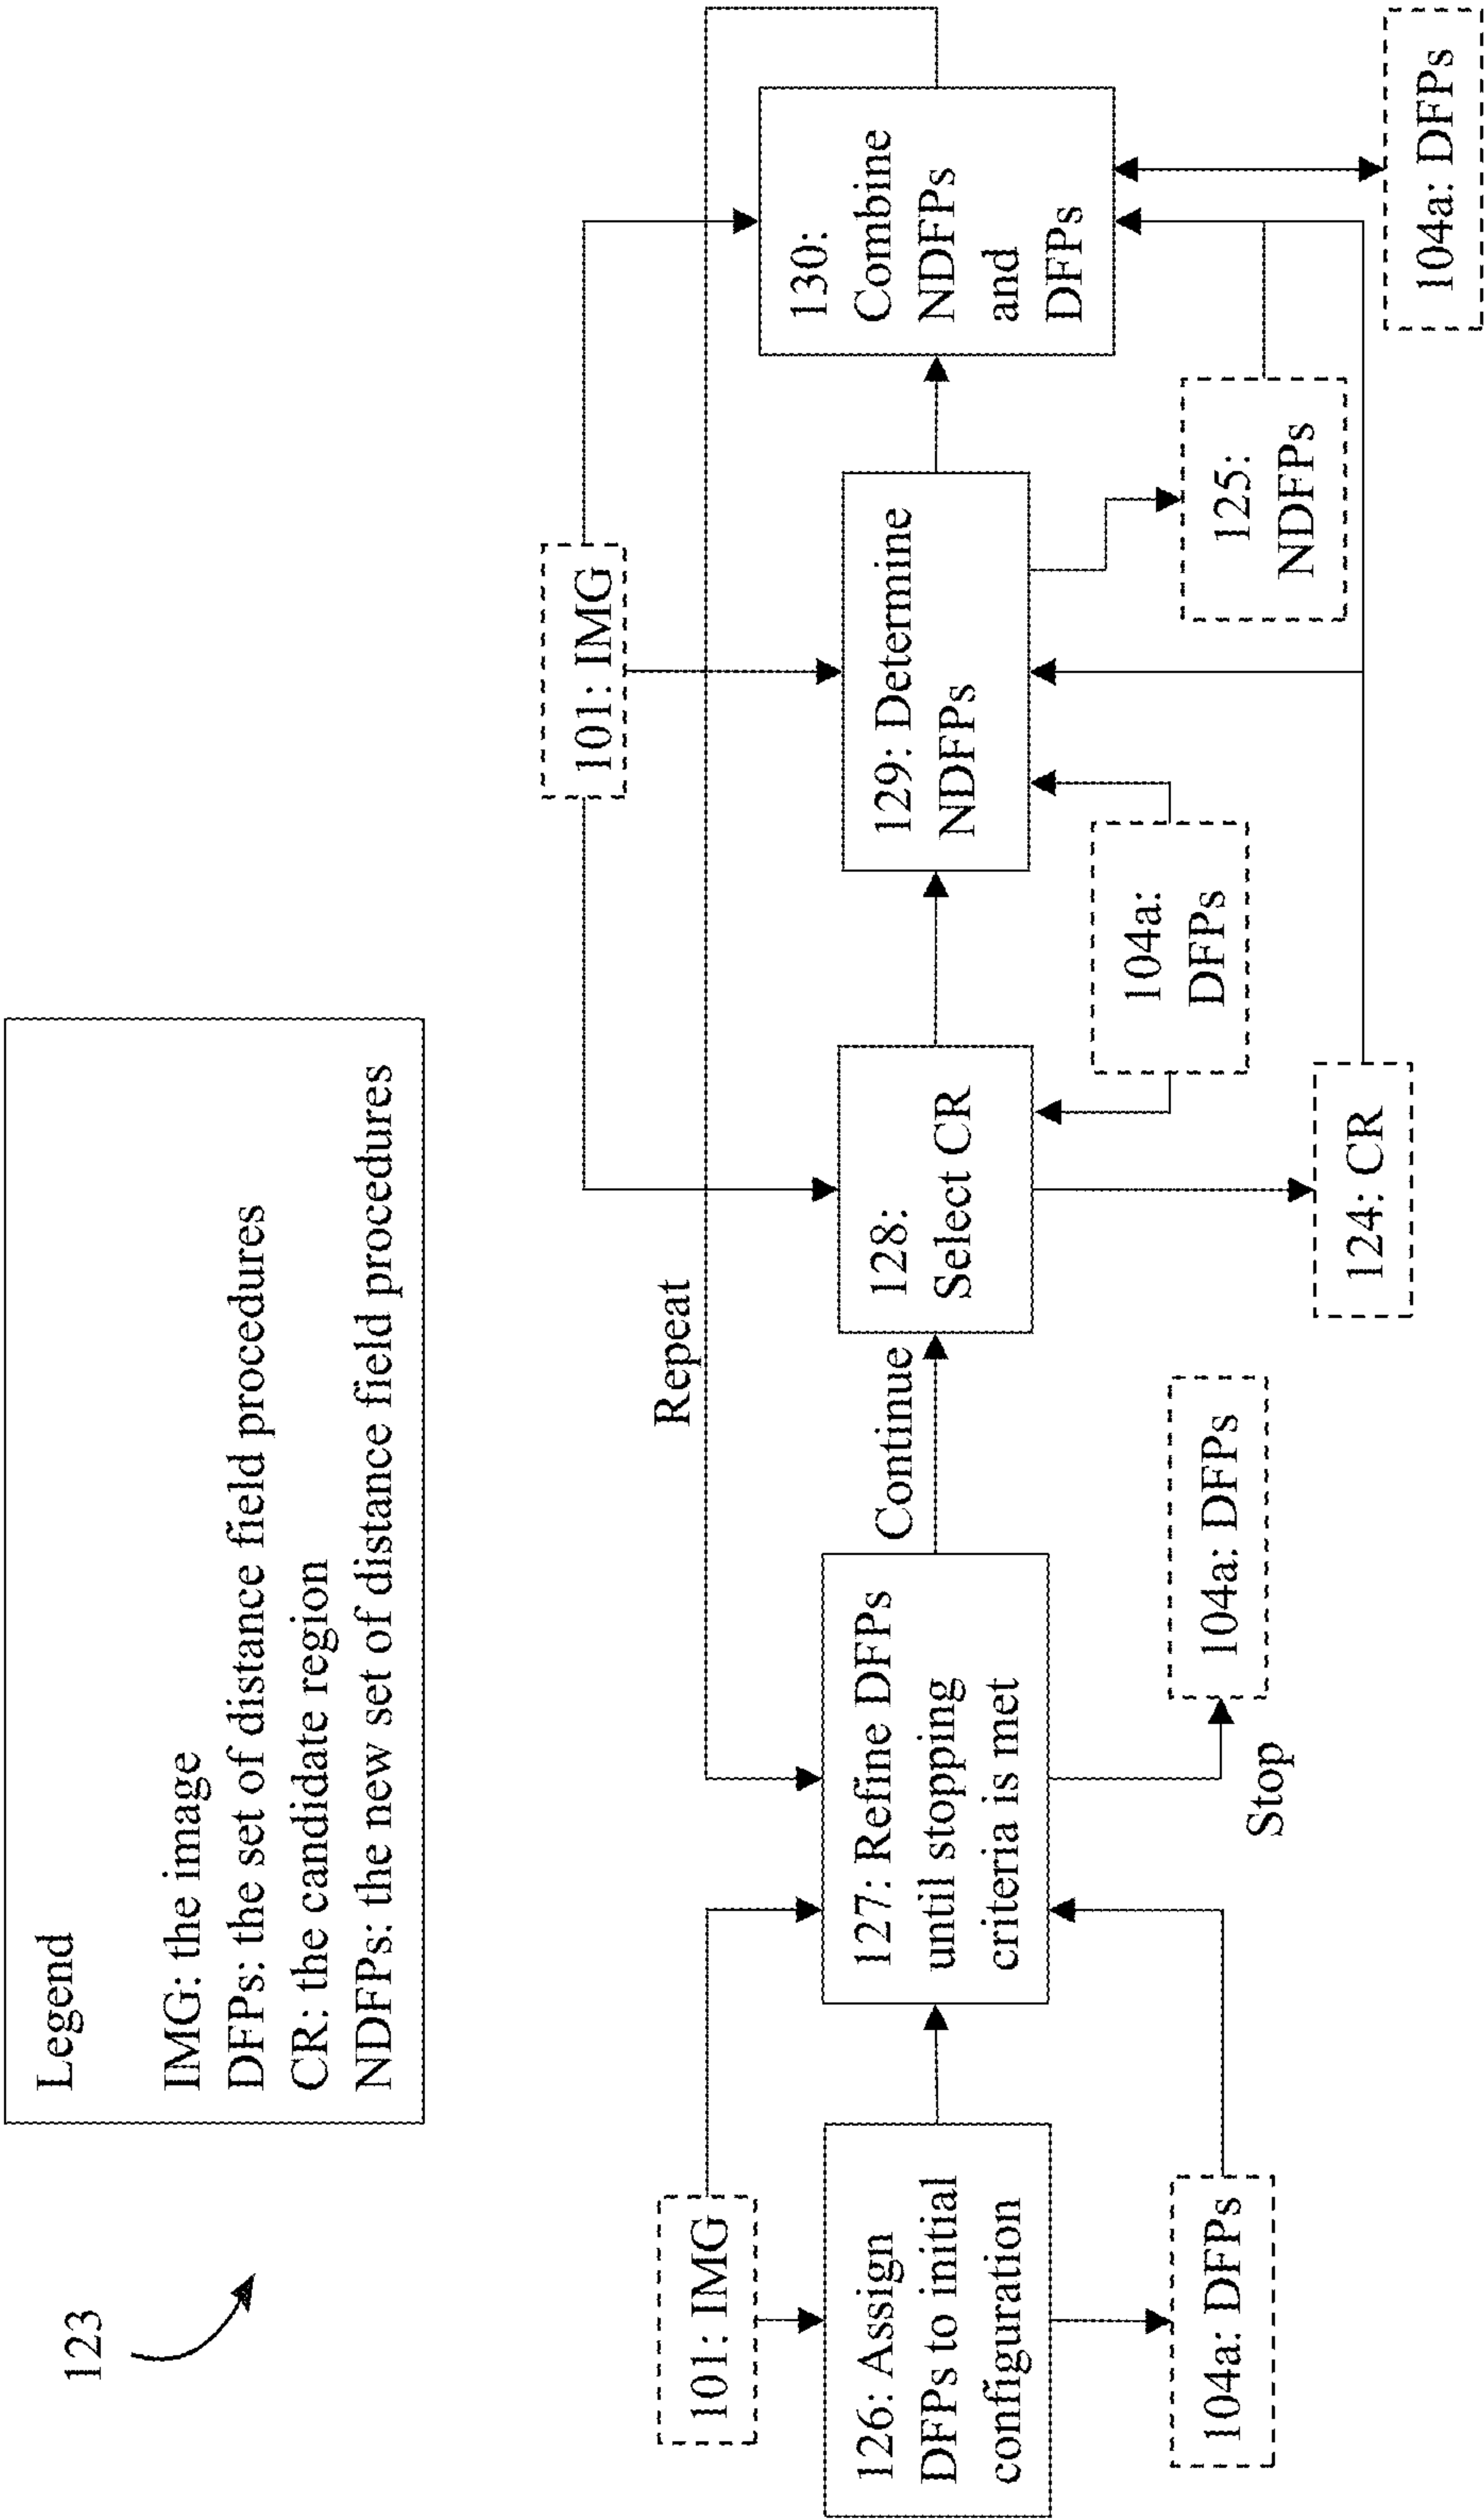 123
Legend
IMG: the image
DFPs: the set of distance field procedures
CR: the candidate region
NDFPs: the new set of distance field procedures
101: IMG
126: Assign
DFPs to initial
configuration
104a: DFPs
127: Refine DFPs
until stopping
criteria is met
Stop
104a: DFPs
Repeat
Continue
128:
Select CR
124: CR
104a:
DFPs
101: IMG
129: Determine
NDFPs
125:
NDFPs
130:
Combine
NDFPs
and
DFPs
104a: DFPs